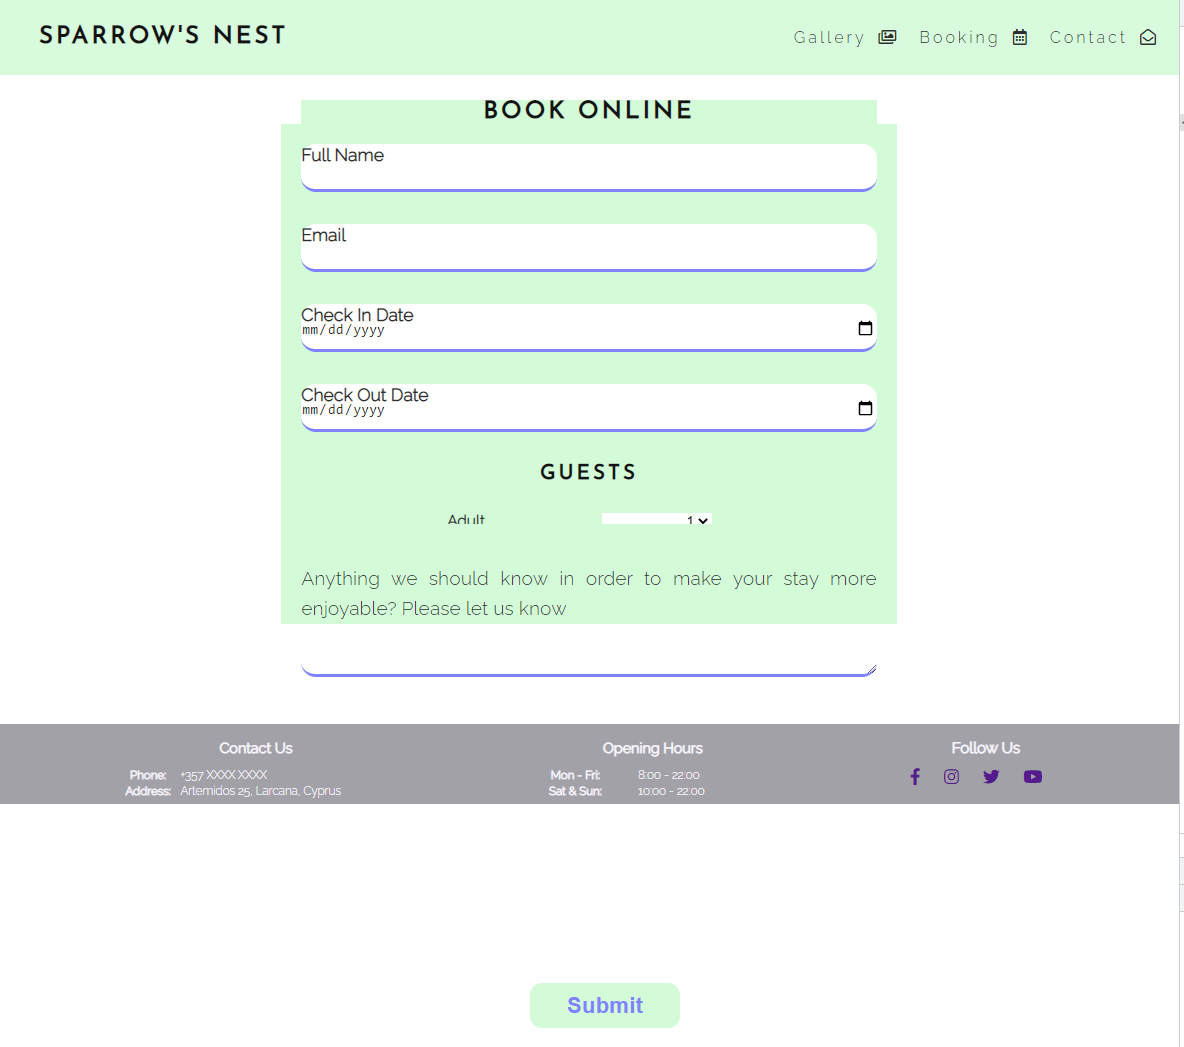 SPARROW'S NEST
Gallery Booking Contact
BOOK ONLINE
Full Name
Email
Check In Date
mm/dd/yyyy
Check Out Date
mm/dd/yyyy
GUESTS
Adult 1
Anything we should know in order to make your stay more
enjoyable? Please let us know
Contact Us
Phone: +357 XXXX XXXX
Address: Artemidos 25, Larcana, Cyprus
Opening Hours
Mon - Fri: 8:00 - 22:00
Sat & Sun: 10:00 - 22:00
Follow Us
Submit